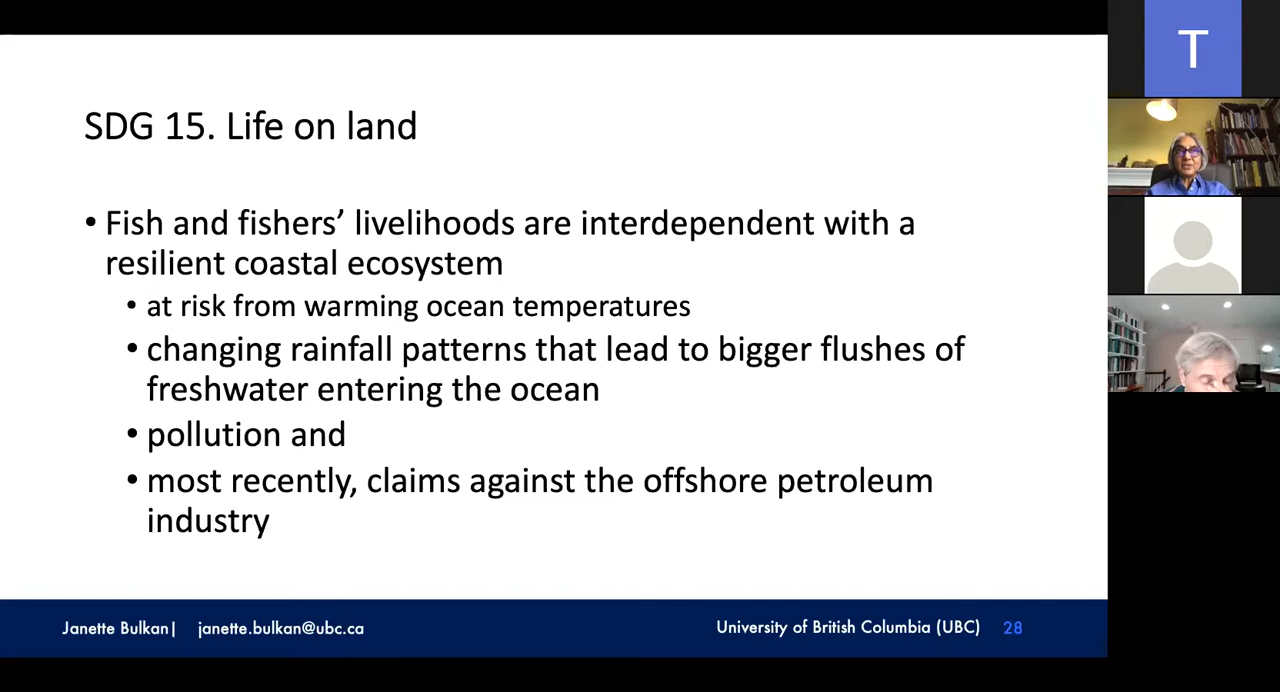 SDG 15. Life on land
• Fish and fishers’ livelihoods are interdependent with a
resilient coastal ecosystem
• at risk from warming ocean temperatures
• changing rainfall patterns that lead to bigger flushes of
freshwater entering the ocean
• pollution and
• most recently, claims against the offshore petroleum
industry
Janette Bulkan| janette.bulkan@ubc.ca
University of British Columbia (UBC) 28
T